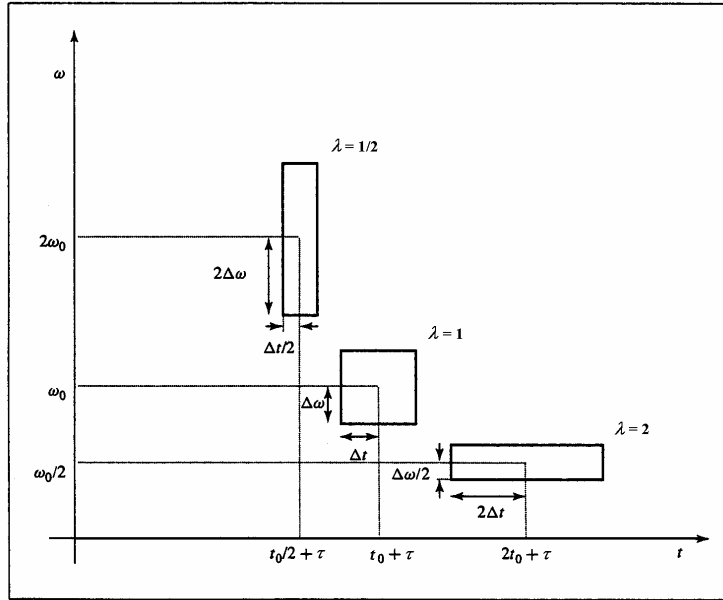 ω
λ = 1/2
2ω₀
2Δω
Δt/2
λ = 1
ω₀
Δω
Δt
λ = 2
ω₀/2
Δω/2
2Δt
t₀/2 + τ
t₀ + τ
2t₀ + τ
t